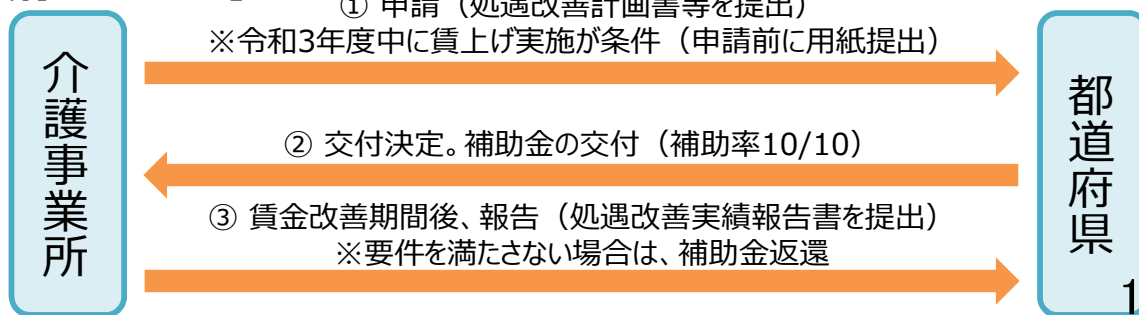 ① 申請（処遇改善計画書等を提出）
※令和3年度中に賃上げ実施が条件（申請前に用紙提出）
介護事業所
都道府県
② 交付決定。補助金の交付（補助率10/10）
③ 賃金改善期間後、報告（処遇改善実績報告書を提出）
※要件を満たさない場合は、補助金返還
1